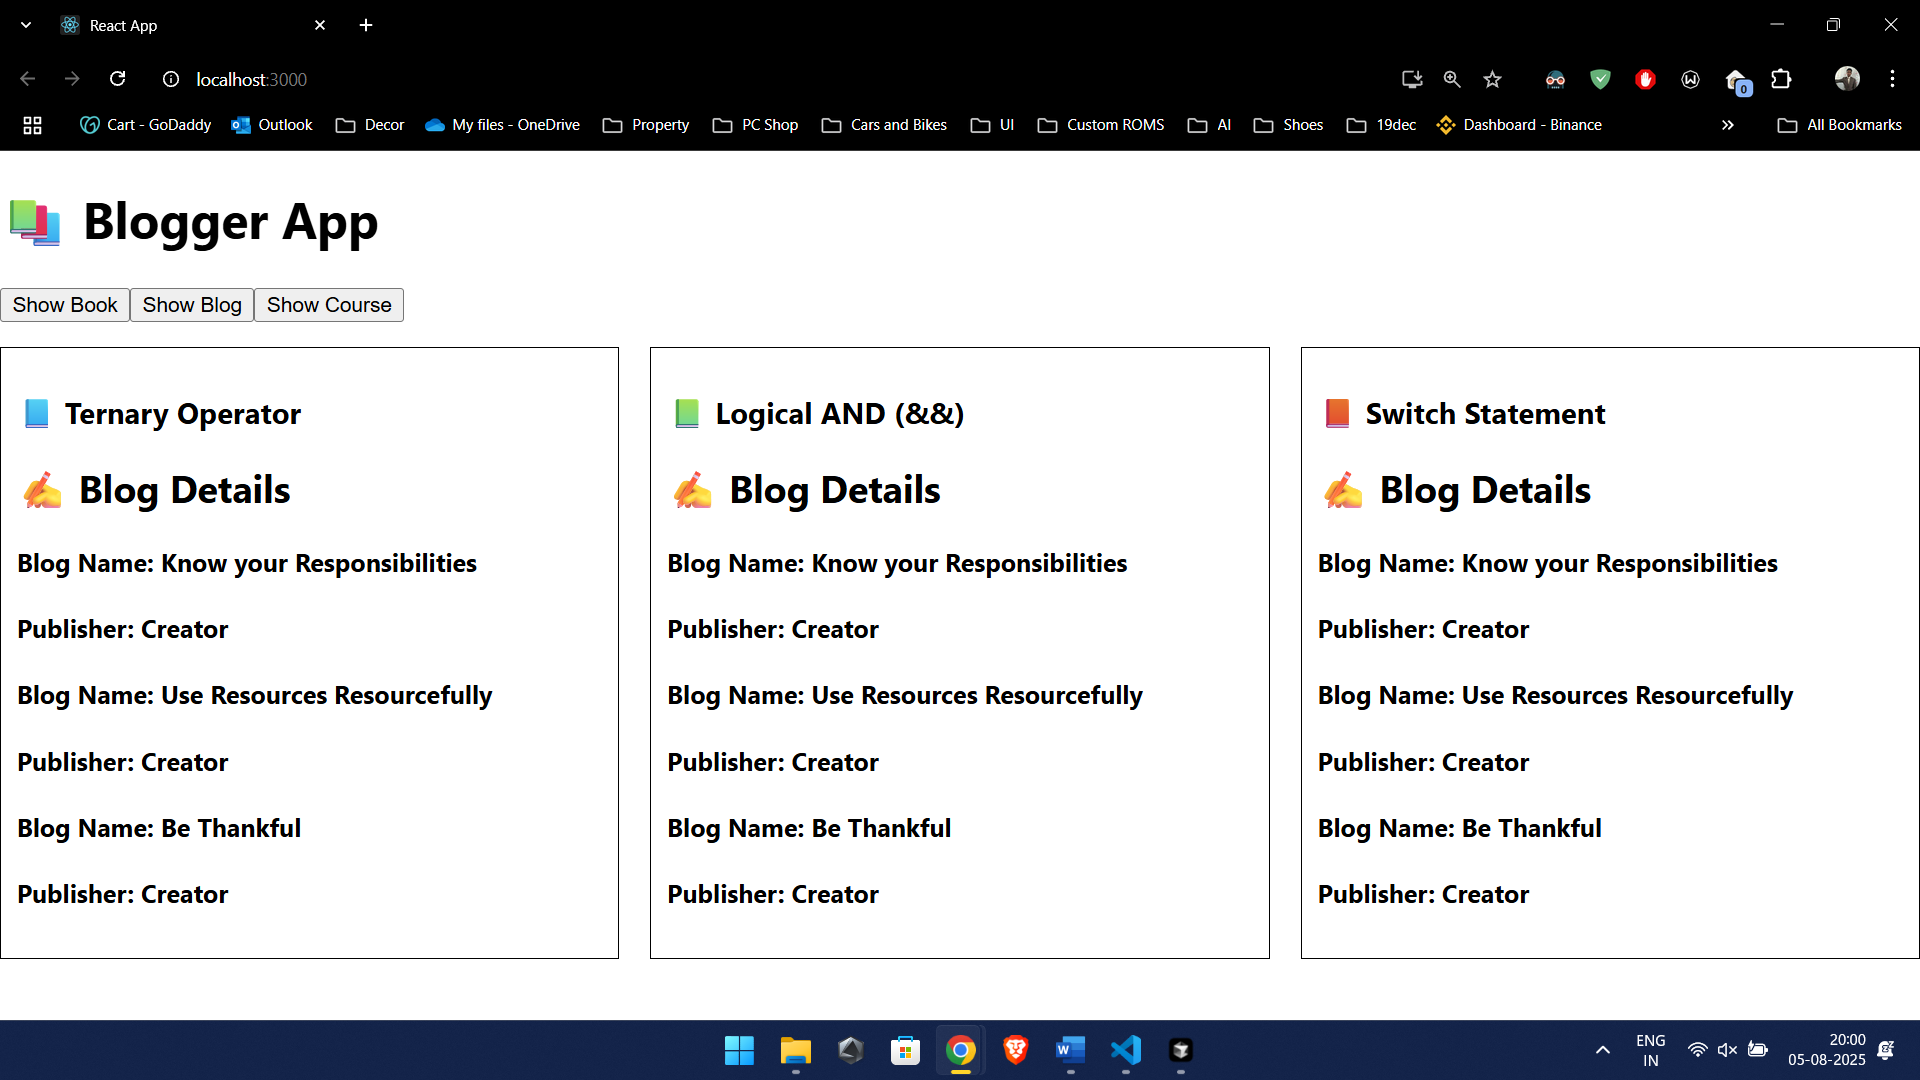 React App
localhost:3000
0
Cart - GoDaddy Outlook Decor My files - OneDrive Property PC Shop Cars and Bikes UI Custom ROMS AI Shoes 19dec Dashboard - Binance All Bookmarks
📚 Blogger App
Show Book Show Blog Show Course
📘 Ternary Operator
✍️ Blog Details
Blog Name: Know your Responsibilities
Publisher: Creator
Blog Name: Use Resources Resourcefully
Publisher: Creator
Blog Name: Be Thankful
Publisher: Creator
📗 Logical AND (&&)
✍️ Blog Details
Blog Name: Know your Responsibilities
Publisher: Creator
Blog Name: Use Resources Resourcefully
Publisher: Creator
Blog Name: Be Thankful
Publisher: Creator
📕 Switch Statement
✍️ Blog Details
Blog Name: Know your Responsibilities
Publisher: Creator
Blog Name: Use Resources Resourcefully
Publisher: Creator
Blog Name: Be Thankful
Publisher: Creator
ENG
IN
20:00
05-08-2025